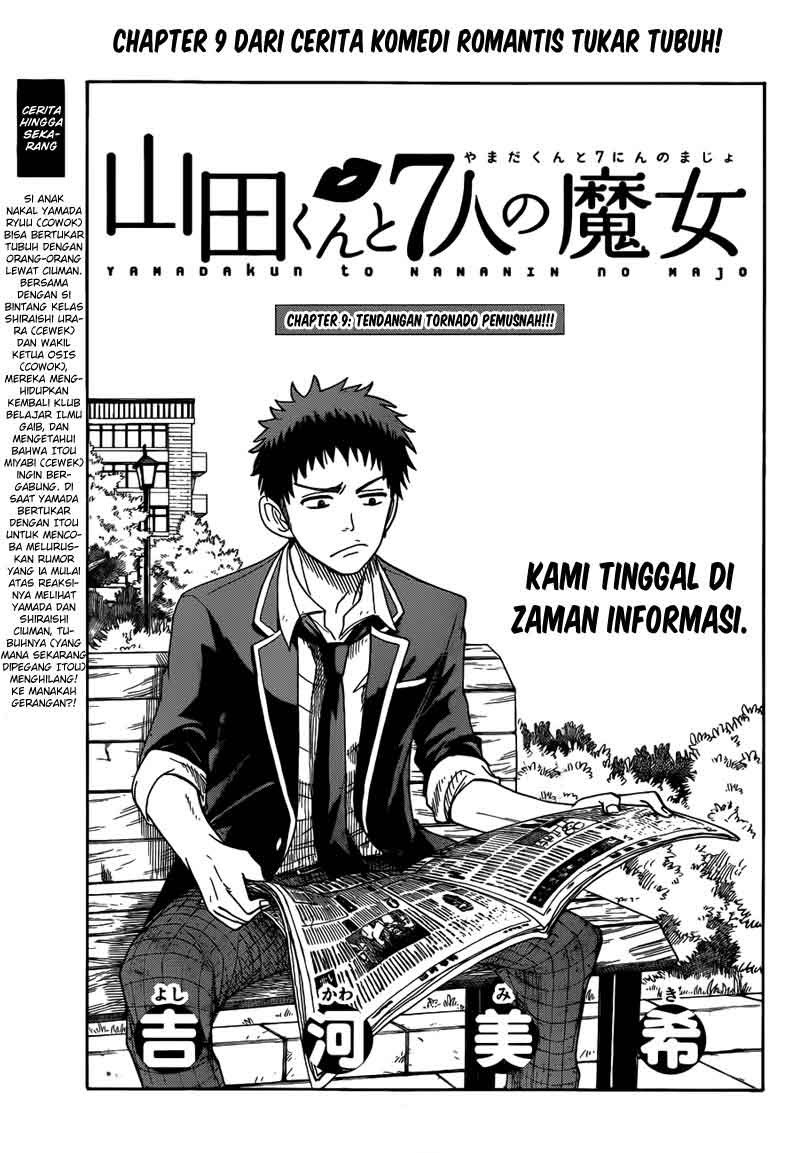 CHAPTER 9 DARI CERITA KOMEDI ROMANTIS TUKAR TUBUH!
CERITA
HINGGA
SEKA-
RANG
SI ANAK
NAKAL YAMADA
RYUU (COWOK)
BISA BERTUKAR
TUBUH DENGAN
ORANG-ORANG
LEWAT CIUMAN.
BERSAMA
DENGAN SI
BINTANG KELAS
SHIRAISHI URA-
RA (CEWEK)
DAN WAKIL
KETUA OSIS
(COWOK),
MEREKA MENG-
HIDUPKAN
KEMBALI KLUB
BELAJAR ILMU
GAIB, DAN
MENGETAHUI
BAHWA ITOU
MIYABI (CEWEK)
INGIN BER-
GABUNG. DI
SAAT YAMADA
BERTUKAR
DENGAN ITOU
UNTUK MENCO-
BA MELURUS-
KAN RUMOR
YANG IA MULAI
ATAS REAKSI-
NYA MELIHAT
YAMADA DAN
SHIRAISHI
CIUMAN, TU-
BUHNYA (YANG
MANA SEKARANG
DIPEGANG ITOU)
MENGHILANG!
KE MANAKAH
GERANGAN?!
やまだくんと7にんのまじょ
山田くんと7人の魔女
YAMADAKUN to NANANIN no MAJO
CHAPTER 9: TENDANGAN TORNADO PEMUSNAH!!!
KAMI TINGGAL DI
ZAMAN INFORMASI.
よし かわ み き
吉河美希